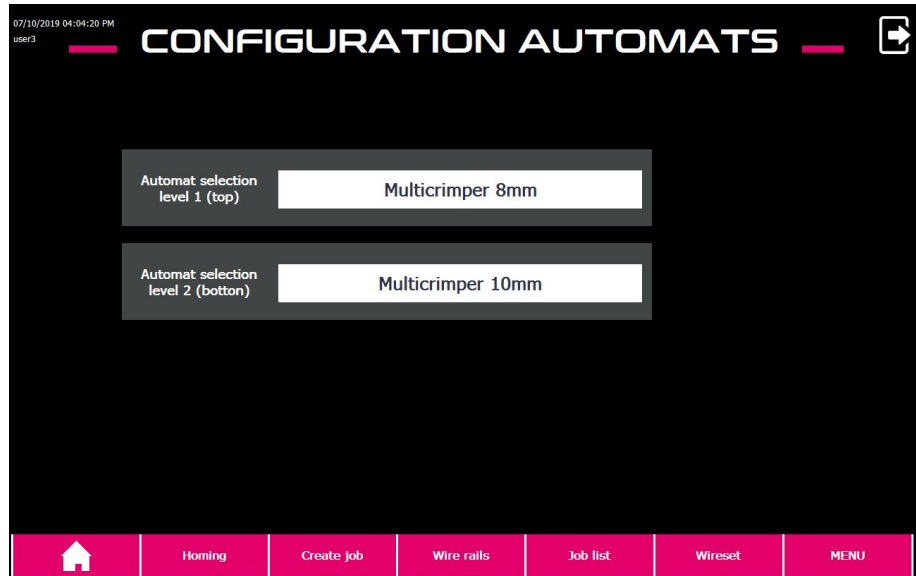 07/10/2019 04:04:20 PM
user3
CONFIGURATION AUTOMATS
Automat selection
level 1 (top)
Multicrimper 8mm
Automat selection
level 2 (botton)
Multicrimper 10mm
Homing
Create job
Wire rails
Job list
Wireset
MENU